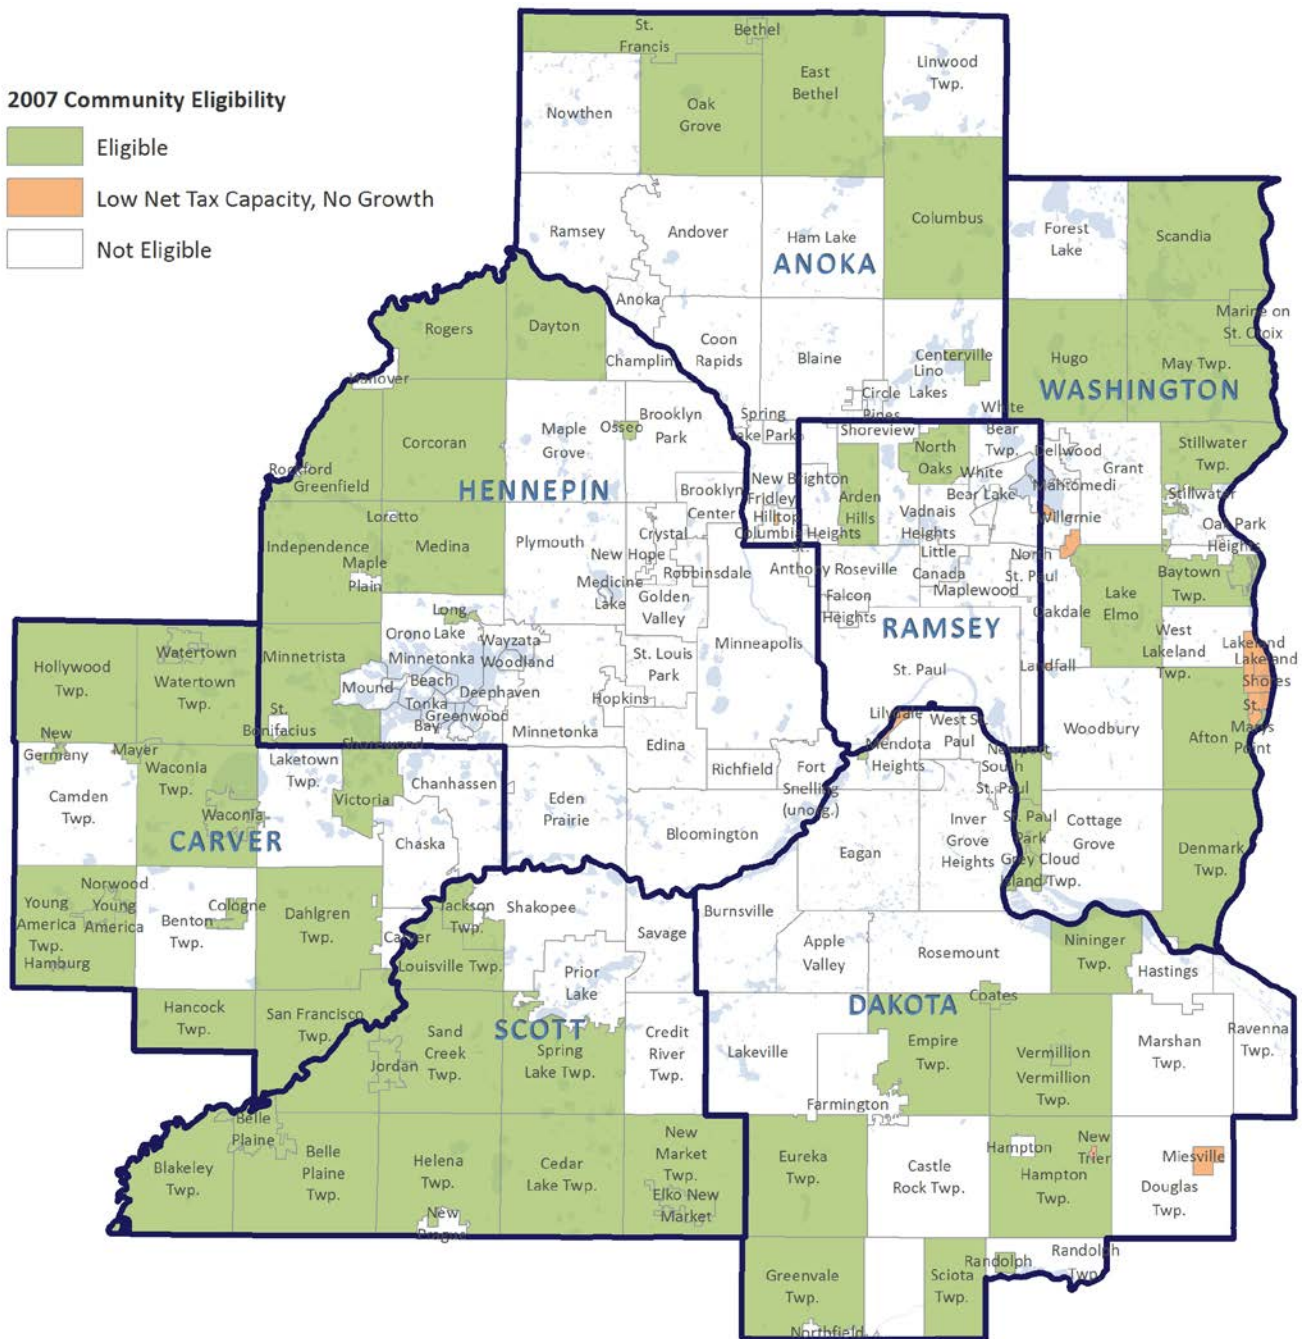 2007 Community Eligibility
Eligible
Low Net Tax Capacity, No Growth
Not Eligible
St.
Francis
Bethel
Linwood
Twp.
East
Bethel
Nowthen
Oak
Grove
Columbus
Ramsey
Andover
Ham Lake
ANOKA
Forest
Lake
Scandia
Anoka
Marine on
St. Croix
Rogers
Dayton
Coon
Rapids
Champlin
Blaine
Centerville
Lino
Lakes
Circle
Pines
Hugo
May Twp.
WASHINGTON
Hanover
Corcoran
Maple
Grove
Osseo
Brooklyn
Park
Spring
Lake Park
Shoreview
White
Bear
Twp.
North
Oaks
Dellwood
Grant
Stillwater
Twp.
Rockford
Greenfield
HENNEPIN
Brooklyn
Center
New Brighton
Fridley
Hilltop
Columbia Heights
Arden
Hills
White
Bear Lake
Vadnais
Heights
Mahtomedi
Willernie
Stillwater
Oak Park
Heights
Loretto
Independence
Medina
Maple
Plain
Plymouth
Crystal
New Hope
Robbinsdale
Medicine
Lake
Golden
Valley
St.
Anthony
Roseville
Little
Canada
Maplewood
North
St. Paul
Falcon
Heights
Oakdale
Lake
Elmo
Baytown
Twp.
West
Lakeland
Twp.
Lakeland
Lakeland
Shores
RAMSEY
St. Paul
Landfall
Long
Lake
Orono
Wayzata
Woodland
Minnetrista
Minnetonka
Beach
Mound
Tonka
Bay
Deephaven
Greenwood
Minnetonka
Hopkins
St. Louis
Park
Minneapolis
Hollywood
Twp.
Watertown
Watertown
Twp.
St.
Bonifacius
Shorewood
Edina
Richfield
Fort
Snelling
(unorg.)
Lilydale
Mendota
Heights
West St.
Paul
Newport
South
St. Paul
Woodbury
Afton
St.
Marys
Point
New
Germany
Mayer
Waconia
Twp.
Laketown
Twp.
Chanhassen
Camden
Twp.
Waconia
Victoria
CARVER
Chaska
Eden
Prairie
Bloomington
Eagan
Inver
Grove
Heights
St. Paul
Park
Grey Cloud
Island Twp.
Cottage
Grove
Denmark
Twp.
Norwood
Young
America
Young
America
Twp.
Hamburg
Benton
Twp.
Cologne
Dahlgren
Twp.
Carver
Jackson
Twp.
Shakopee
Savage
Burnsville
Louisville Twp.
Prior
Lake
Apple
Valley
Rosemount
Nininger
Twp.
Hastings
Hancock
Twp.
San Francisco
Twp.
Sand
Creek
Twp.
Jordan
SCOTT
Spring
Lake Twp.
Credit
River
Twp.
Lakeville
DAKOTA
Coates
Empire
Twp.
Vermillion
Vermillion
Twp.
Marshan
Twp.
Ravenna
Twp.
Farmington
Belle
Plaine
Blakeley
Twp.
Belle
Plaine
Twp.
Helena
Twp.
New
Prague
Cedar
Lake Twp.
New
Market
Twp.
Elko New
Market
Eureka
Twp.
Castle
Rock Twp.
Hampton
New
Trier
Hampton
Twp.
Miesville
Douglas
Twp.
Greenvale
Twp.
Sciota
Twp.
Randolph
Randolph
Twp.
Northfield